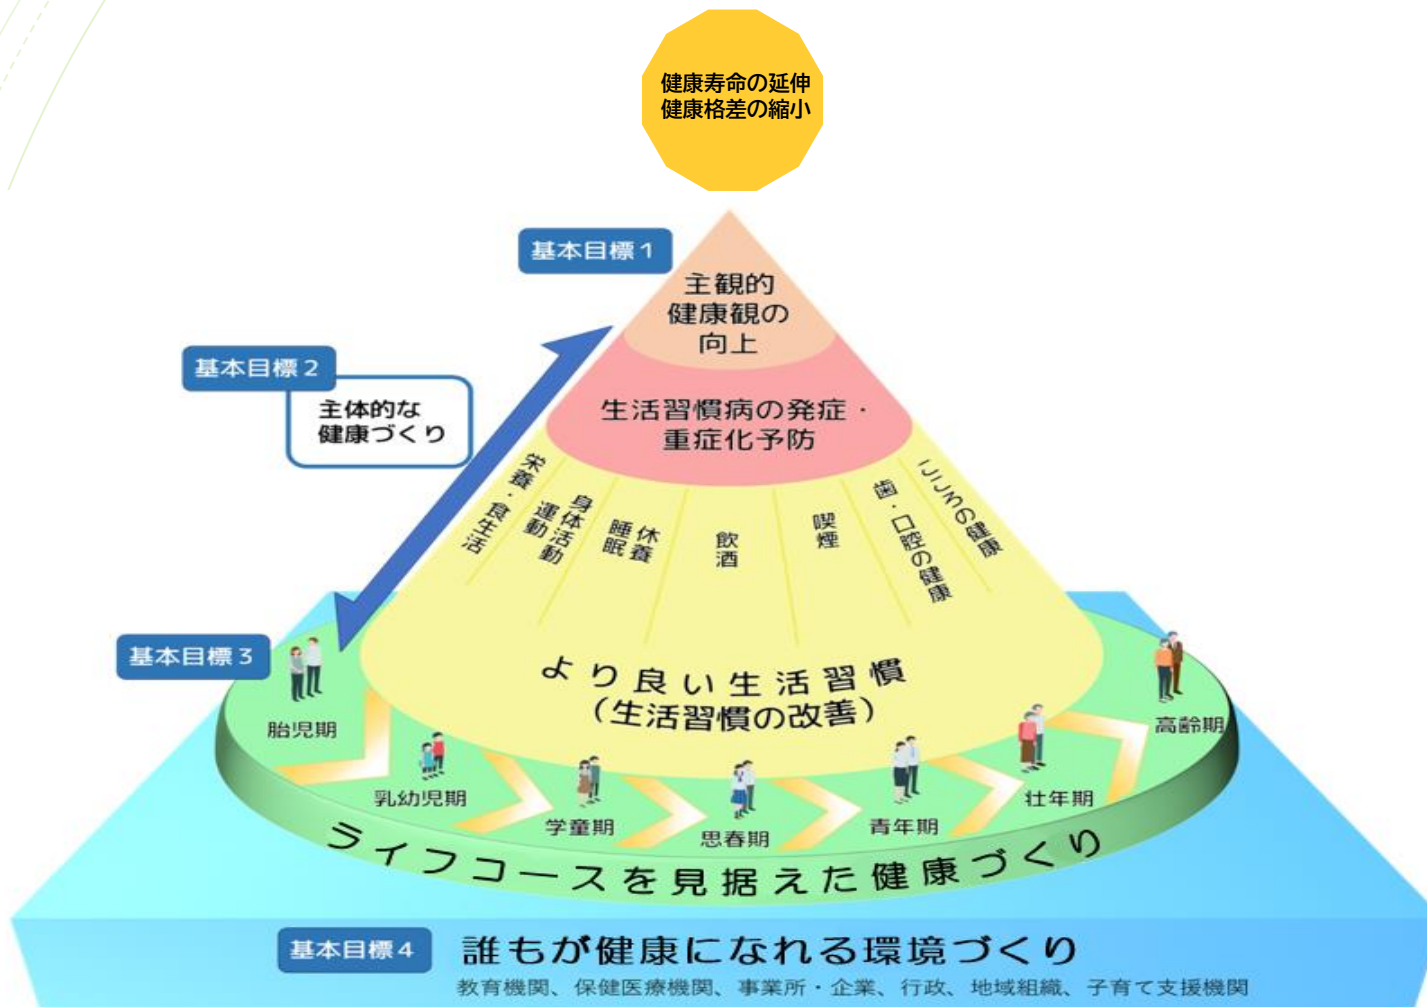 健康寿命の延伸
健康格差の縮小
基本目標1
主観的
健康観の
向上
基本目標2
主体的な
健康づくり
生活習慣病の発症・
重症化予防
栄養・食生活
身体活動
運動
休養
睡眠
飲酒
喫煙
歯・口腔の健康
こころの健康
より良い生活習慣
(生活習慣の改善)
基本目標3
胎児期
乳幼児期
学童期
思春期
青年期
壮年期
高齢期
ライフコースを見据えた健康づくり
基本目標4
誰もが健康になれる環境づくり
教育機関、保健医療機関、事業所・企業、行政、地域組織、子育て支援機関